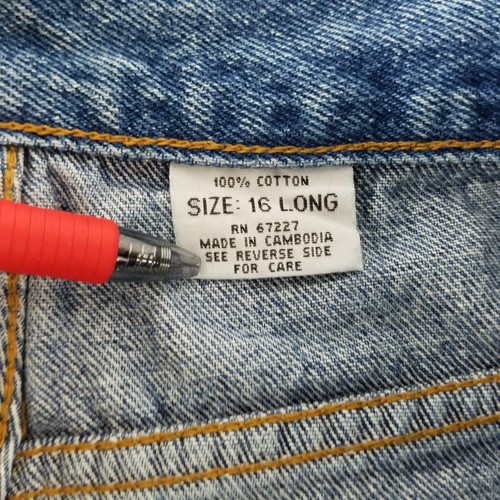 100% COTTON
SIZE: 16 LONG
RN 67227
MADE IN CAMBODIA
SEE REVERSE SIDE
FOR CARE